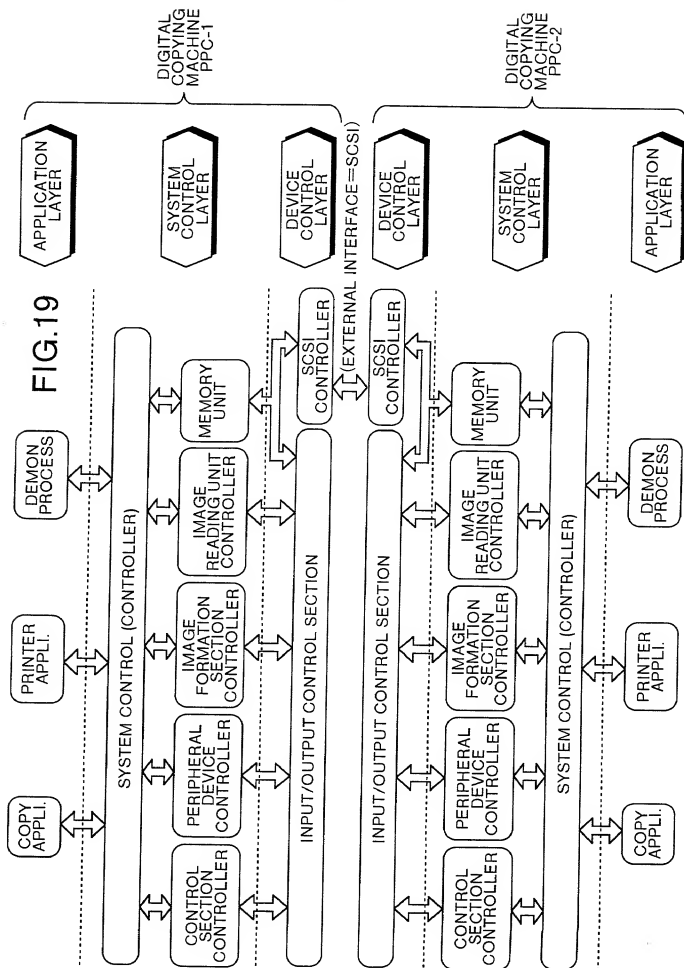 FIG.19
COPY
APPLI.
PRINTER
APPLI.
DEMON
PROCESS
APPLICATION
LAYER
SYSTEM CONTROL (CONTROLLER)
CONTROL
SECTION
CONTROLLER
PERIPHERAL
DEVICE
CONTROLLER
IMAGE
FORMATION
SECTION
CONTROLLER
IMAGE
READING UNIT
CONTROLLER
MEMORY
UNIT
SYSTEM
CONTROL
LAYER
INPUT/OUTPUT CONTROL SECTION
SCSI
CONTROLLER
DEVICE
CONTROL
LAYER
DIGITAL
COPYING
MACHINE
PPC-1
(EXTERNAL INTERFACE=SCSI)
INPUT/OUTPUT CONTROL SECTION
SCSI
CONTROLLER
DEVICE
CONTROL
LAYER
CONTROL
SECTION
CONTROLLER
PERIPHERAL
DEVICE
CONTROLLER
IMAGE
FORMATION
SECTION
CONTROLLER
IMAGE
READING UNIT
CONTROLLER
MEMORY
UNIT
SYSTEM
CONTROL
LAYER
SYSTEM CONTROL (CONTROLLER)
COPY
APPLI.
PRINTER
APPLI.
DEMON
PROCESS
APPLICATION
LAYER
DIGITAL
COPYING
MACHINE
PPC-2